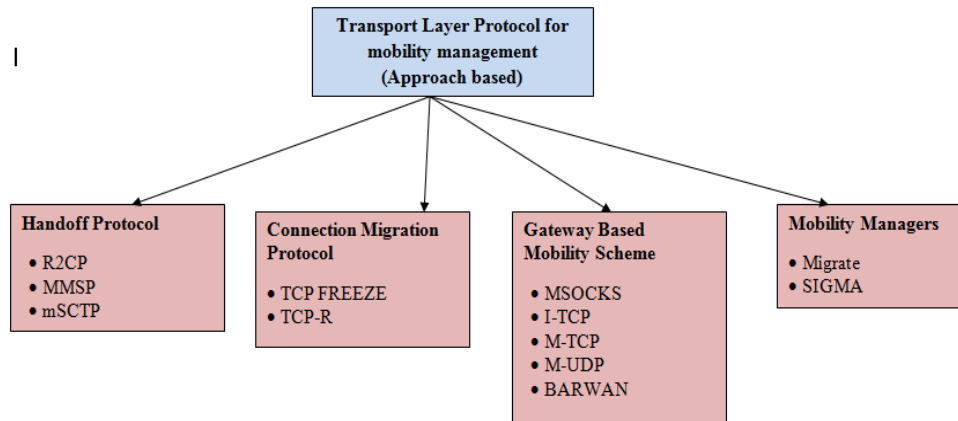 Transport Layer Protocol for
mobility management
(Approach based)
Handoff Protocol
• R2CP
• MMSP
• mSCTP
Connection Migration
Protocol
• TCP FREEZE
• TCP-R
Gateway Based
Mobility Scheme
• MSOCKS
• I-TCP
• M-TCP
• M-UDP
• BARWAN
Mobility Managers
• Migrate
• SIGMA